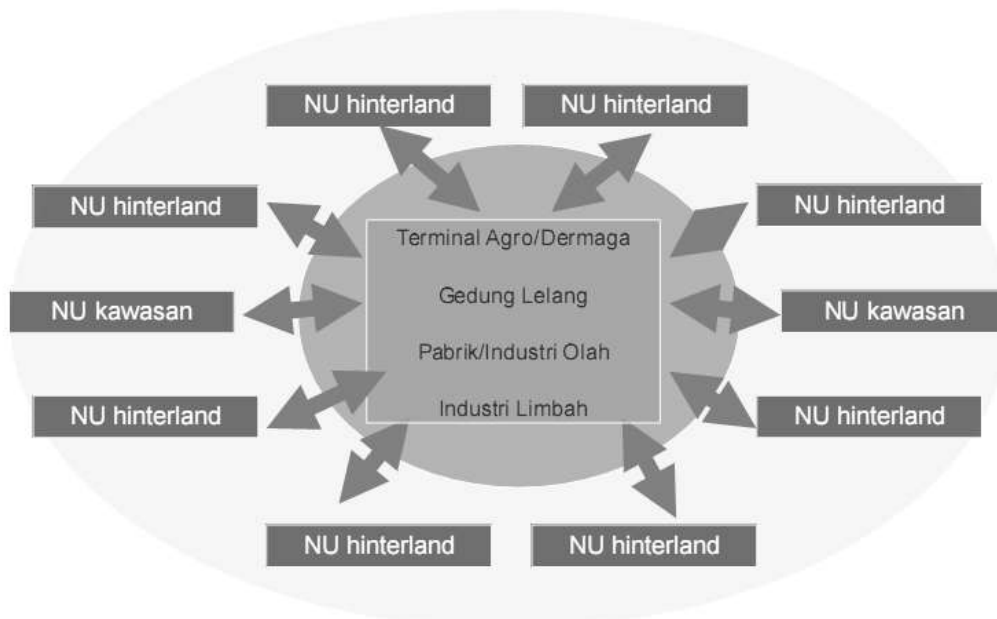 NU hinterland
NU hinterland
NU hinterland
NU hinterland
Terminal Agro/Dermaga
Gedung Lelang
NU kawasan
NU kawasan
Pabrik/Industri Olah
NU hinterland
Industri Limbah
NU hinterland
NU hinterland
NU hinterland